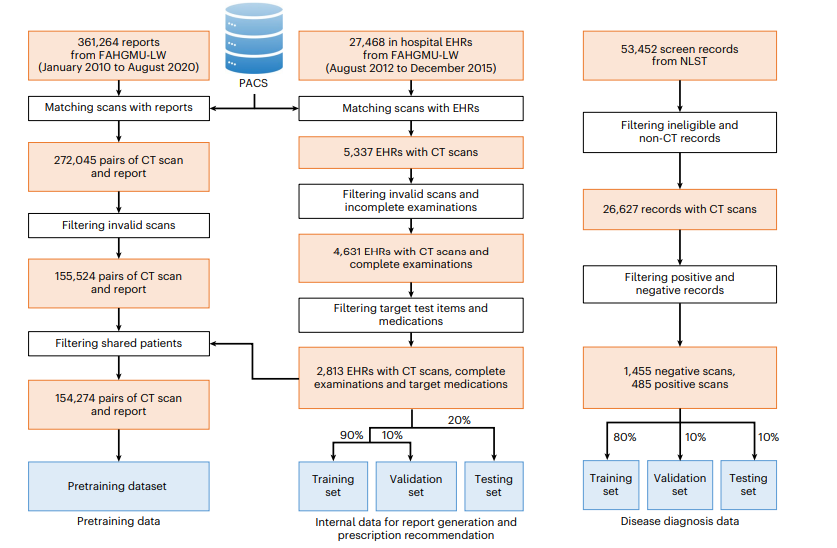 361,264 reports
from FAHGMU-LW
(January 2010 to August 2020)
PACS
27,468 in hospital EHRs
from FAHGMU-LW
(August 2012 to December 2015)
53,452 screen records
from NLST
Matching scans with reports
Matching scans with EHRs
Filtering ineligible and
non-CT records
272,045 pairs of CT scan
and report
5,337 EHRs with CT scans
Filtering invalid scans and
incomplete examinations
26,627 records with CT scans
Filtering invalid scans
4,631 EHRs with CT scans and
complete examinations
155,524 pairs of CT scan
and report
Filtering positive and
negative records
Filtering target test items and
medications
Filtering shared patients
2,813 EHRs with CT scans, complete
examinations and target medications
1,455 negative scans,
485 positive scans
154,274 pairs of CT scan
and report
20%
90%
10%
80%
10%
10%
Pretraining dataset
Training
set
Validation
set
Testing
set
Training
set
Validation
set
Testing
set
Pretraining data
Internal data for report generation and
prescription recommendation
Disease diagnosis data